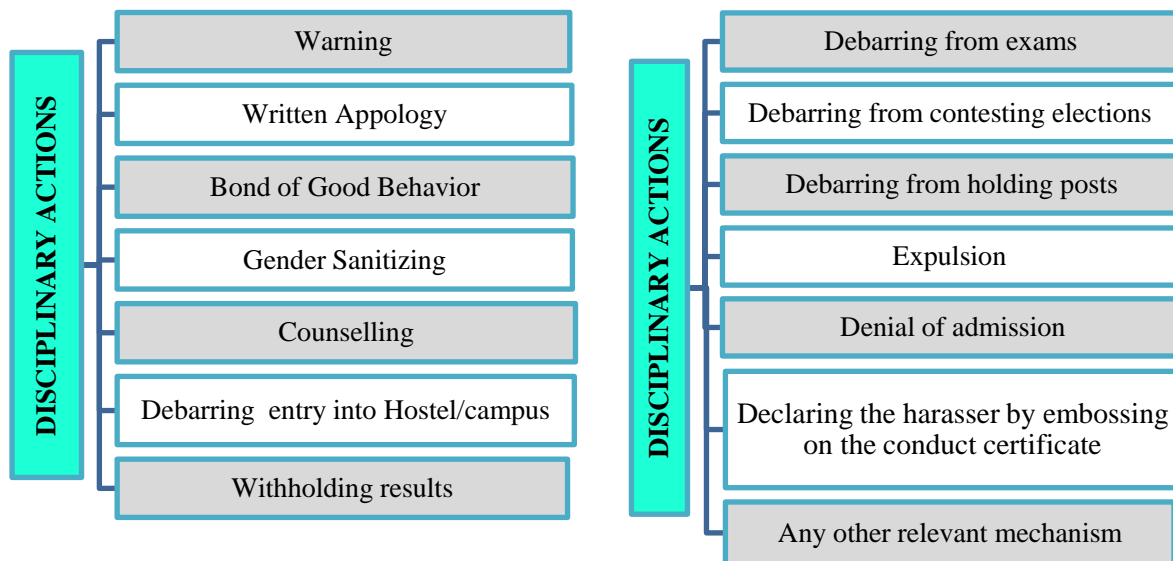 DISCIPLINARY ACTIONS
Warning
Written Appology
Bond of Good Behavior
Gender Sanitizing
Counselling
Debarring entry into Hostel/campus
Withholding results
DISCIPLINARY ACTIONS
Debarring from exams
Debarring from contesting elections
Debarring from holding posts
Expulsion
Denial of admission
Declaring the harasser by embossing
on the conduct certificate
Any other relevant mechanism